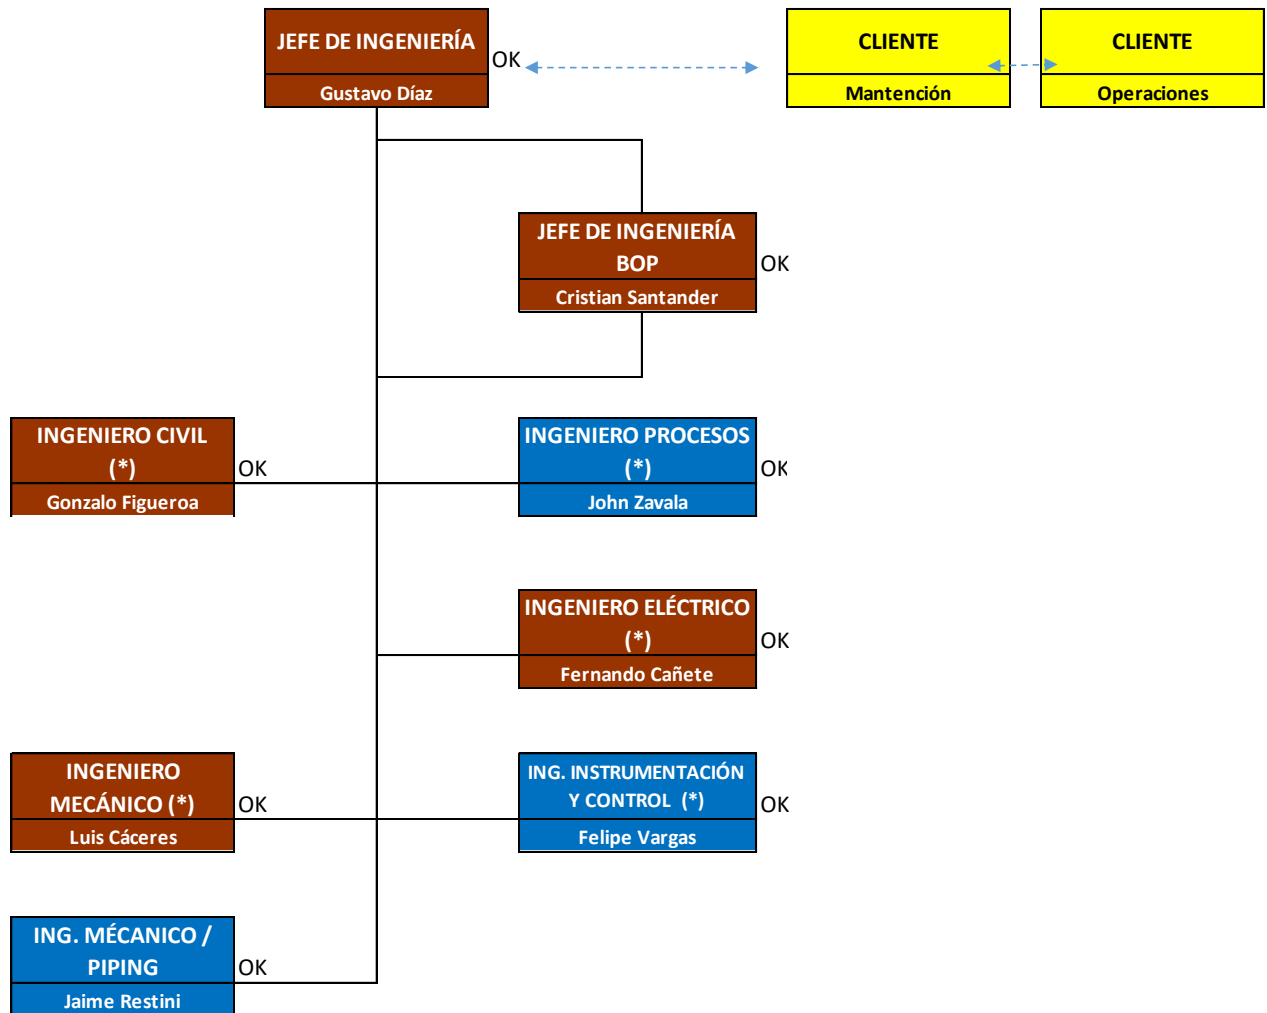 JEFE DE INGENIERÍA
Gustavo Díaz
OK
CLIENTE
Mantención
CLIENTE
Operaciones
JEFE DE INGENIERÍA
BOP
Cristian Santander
OK
INGENIERO CIVIL
(*)
Gonzalo Figueroa
OK
INGENIERO PROCESOS
(*)
John Zavala
OK
INGENIERO ELÉCTRICO
(*)
Fernando Cañete
OK
INGENIERO
MECÁNICO (*)
Luis Cáceres
OK
ING. INSTRUMENTACIÓN
Y CONTROL (*)
Felipe Vargas
OK
ING. MÉCANICO /
PIPING
Jaime Restini
OK